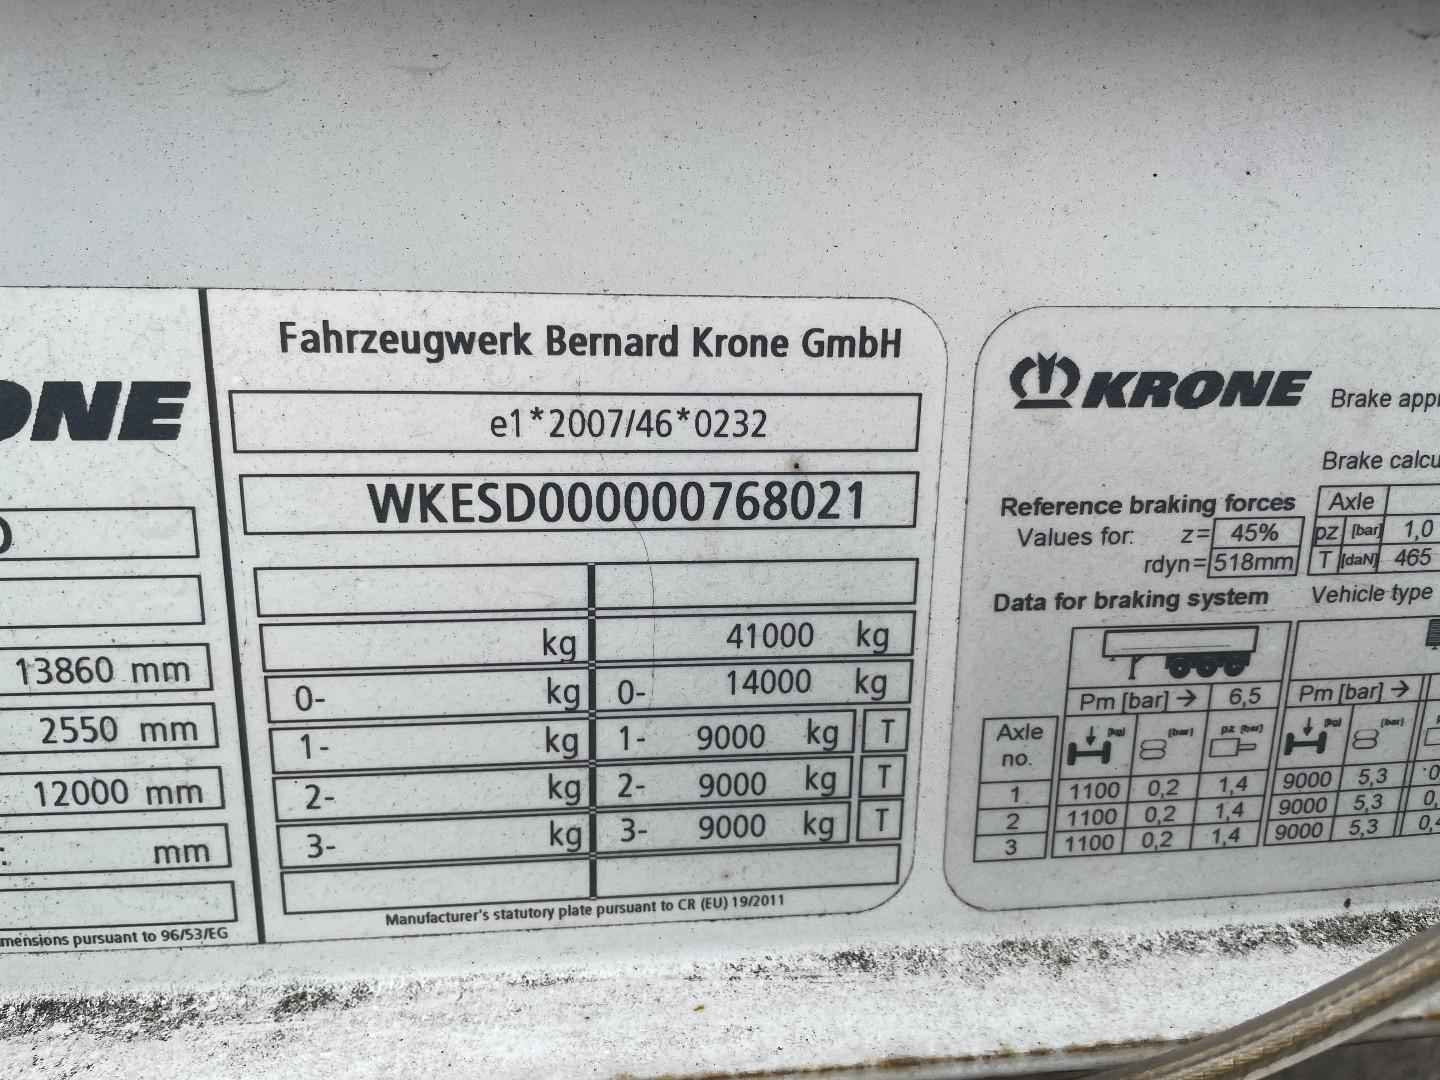 Fahrzeugwerk Bernard Krone GmbH
e1*2007/46*0232
WKESD000000768021
kg 41000 kg
0- kg 0- 14000 kg
1- kg 1- 9000 kg T
2- kg 2- 9000 kg T
3- kg 3- 9000 kg T
Manufacturer's statutory plate pursuant to CR (EU) 19/2011
13860 mm
2550 mm
12000 mm
mm
pursuant to 96/53/EG
KRONE
Brake
Brake
Reference braking forces
Values for: z= 45%
rdyn= 518mm
Axle
pz [bar] 1,0
T [daN] 465
Data for braking system
Vehicle type
Pm [bar] → 6,5 Pm [bar] →
Axle no. [kg] [bar] pz [bar] [kg] [bar]
1 1100 0,2 1,4 9000 5,3
2 1100 0,2 1,4 9000 5,3
3 1100 0,2 1,4 9000 5,3